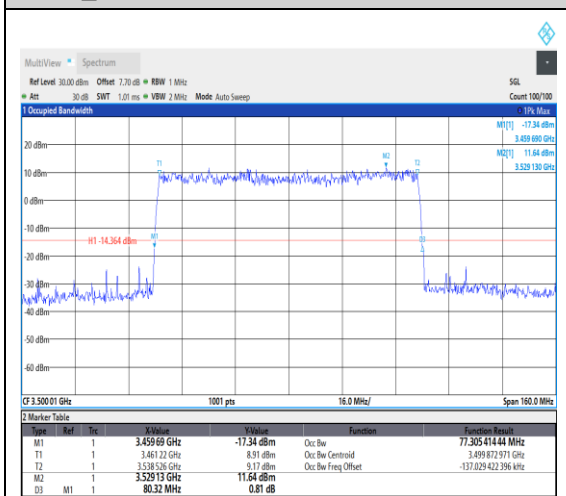 MultiView Spectrum
Ref Level 30.00 dBm Offset 7.70 dB RBW 1 MHz SGL
Att 30 dB SWT 1.01 ms VBW 2 MHz Mode Auto Sweep Count 100/100
1 Occupied Bandwidth 1Pk Max
M1[1] -17.34 dBm
3.459 690 GHz
M2[1] 11.64 dBm
3.529 130 GHz
20 dBm
T1 M2 T2
10 dBm
0 dBm
-10 dBm
H1 -14.364 dBm M1 D3
-20 dBm
-30 dBm
-40 dBm
-50 dBm
-60 dBm
CF 3.500 01 GHz 1001 pts 16.0 MHz/ Span 160.0 MHz
2 Marker Table
Type Ref Trc X-Value Y-Value Function Function Result
M1 1 3.459 69 GHz -17.34 dBm Occ Bw 77.305 414 44 MHz
T1 1 3.461 22 GHz 8.91 dBm Occ Bw Centroid 3.499 872 971 GHz
T2 1 3.538 526 GHz 9.17 dBm Occ Bw Freq Offset -137.029 422 396 kHz
M2 1 3.529 13 GHz 11.64 dBm
D3 M1 1 80.32 MHz 0.81 dB